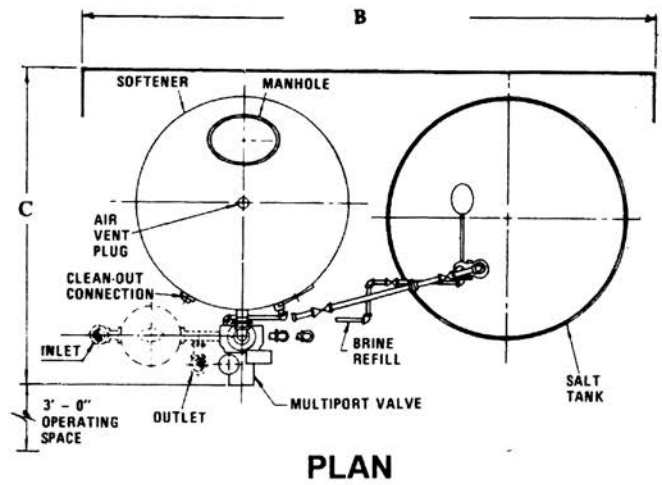 B
SOFTENER
MANHOLE
C
AIR
VENT
PLUG
CLEAN-OUT
CONNECTION
INLET
BRINE
REFILL
SALT
TANK
3' - 0"
OPERATING
SPACE
OUTLET
MULTIPORT VALVE
PLAN